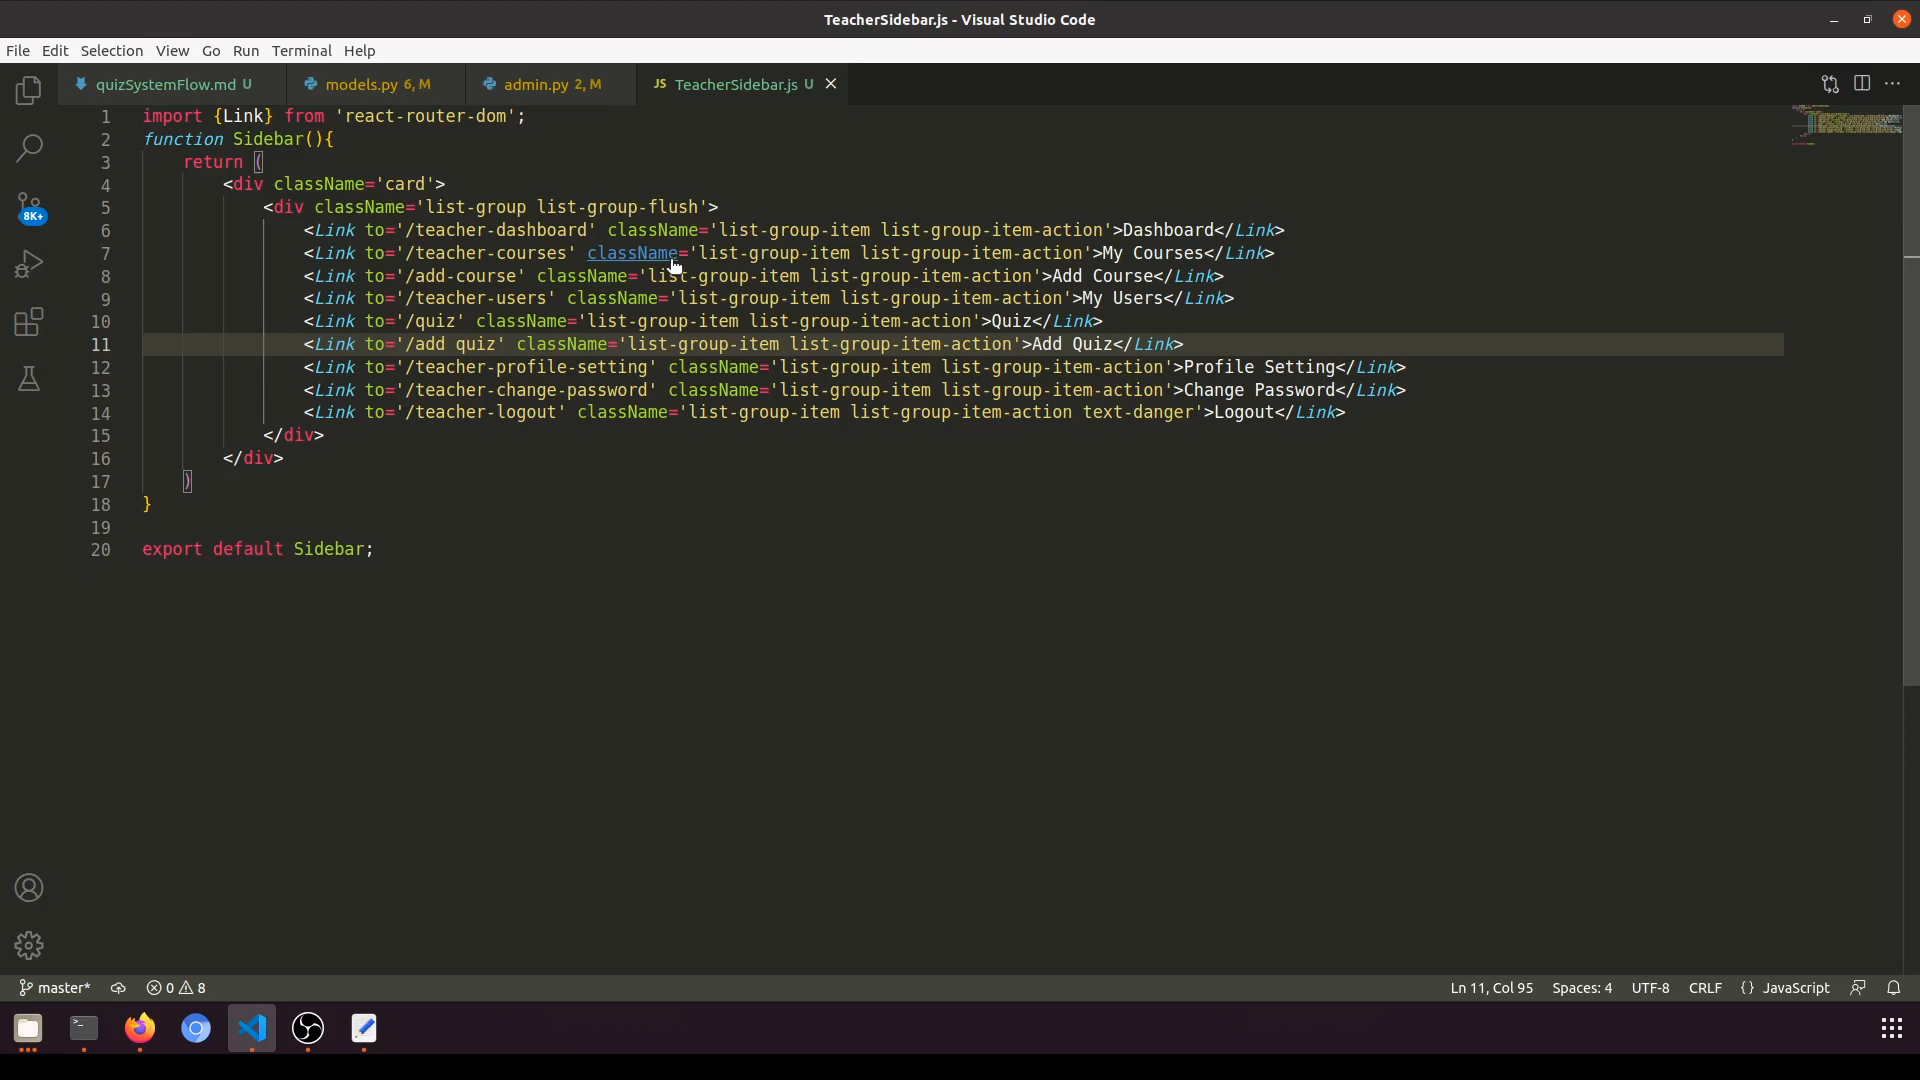 TeacherSidebar.js - Visual Studio Code
File Edit Selection View Go Run Terminal Help
quizSystemFlow.md U models.py 6, M admin.py 2, M JS TeacherSidebar.js U
1 import {Link} from 'react-router-dom';
2 function Sidebar(){
3 return (
4 <div className='card'>
5 <div className='list-group list-group-flush'>
6 <Link to='/teacher-dashboard' className='list-group-item list-group-item-action'>Dashboard</Link>
7 <Link to='/teacher-courses' className='list-group-item list-group-item-action'>My Courses</Link>
8 <Link to='/add-course' className='list-group-item list-group-item-action'>Add Course</Link>
9 <Link to='/teacher-users' className='list-group-item list-group-item-action'>My Users</Link>
10 <Link to='/quiz' className='list-group-item list-group-item-action'>Quiz</Link>
11 <Link to='/add quiz' className='list-group-item list-group-item-action'>Add Quiz</Link>
12 <Link to='/teacher-profile-setting' className='list-group-item list-group-item-action'>Profile Setting</Link>
13 <Link to='/teacher-change-password' className='list-group-item list-group-item-action'>Change Password</Link>
14 <Link to='/teacher-logout' className='list-group-item list-group-item-action text-danger'>Logout</Link>
15 </div>
16 </div>
17 )
18 }
19
20 export default Sidebar;
8K+
master* 0 8 Ln 11, Col 95 Spaces: 4 UTF-8 CRLF {} JavaScript